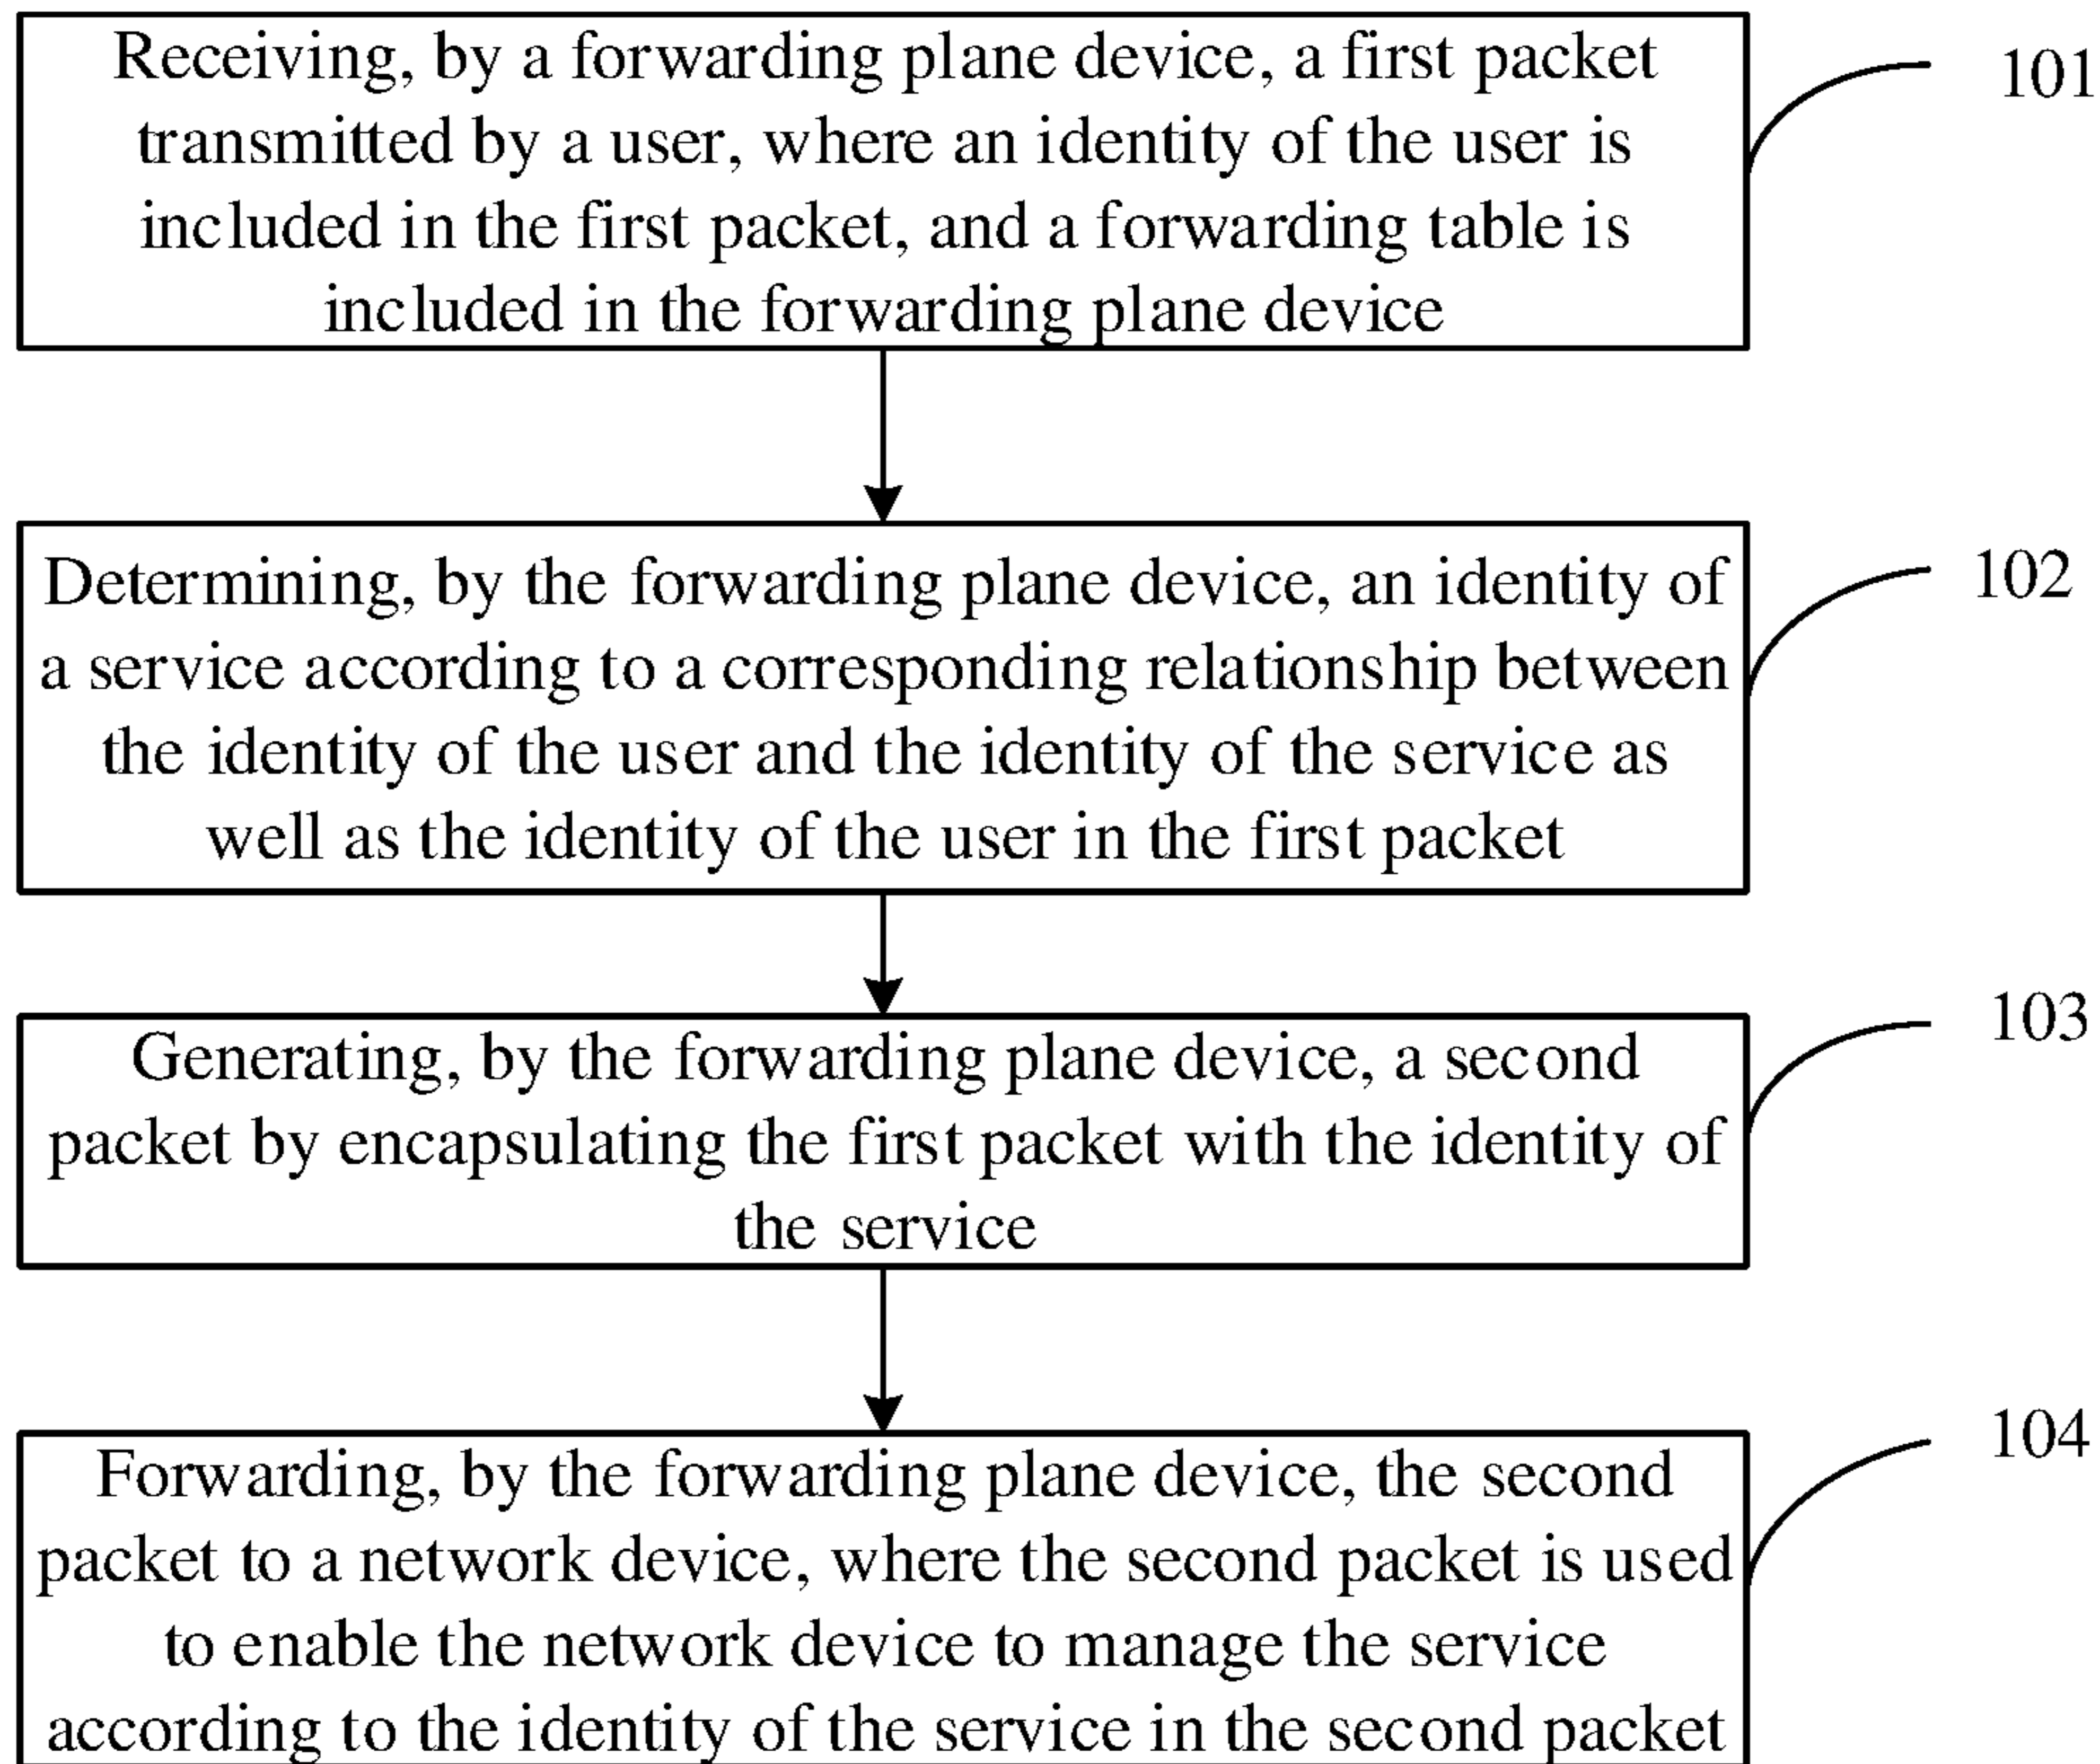 Receiving, by a forwarding plane device, a first packet
transmitted by a user, where an identity of the user is
included in the first packet, and a forwarding table is
included in the forwarding plane device
101
Determining, by the forwarding plane device, an identity of
a service according to a corresponding relationship between
the identity of the user and the identity of the service as
well as the identity of the user in the first packet
102
Generating, by the forwarding plane device, a second
packet by encapsulating the first packet with the identity of
the service
103
Forwarding, by the forwarding plane device, the second
packet to a network device, where the second packet is used
to enable the network device to manage the service
according to the identity of the service in the second packet
104